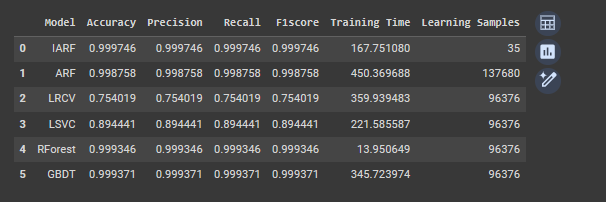 Model Accuracy Precision Recall F1score Training Time Learning Samples
0 IARF 0.999746 0.999746 0.999746 0.999746 167.751080 35
1 ARF 0.998758 0.998758 0.998758 0.998758 450.369688 137680
2 LRCV 0.754019 0.754019 0.754019 0.754019 359.939483 96376
3 LSVC 0.894441 0.894441 0.894441 0.894441 221.585587 96376
4 RForest 0.999346 0.999346 0.999346 0.999346 13.950649 96376
5 GBDT 0.999371 0.999371 0.999371 0.999371 345.723974 96376